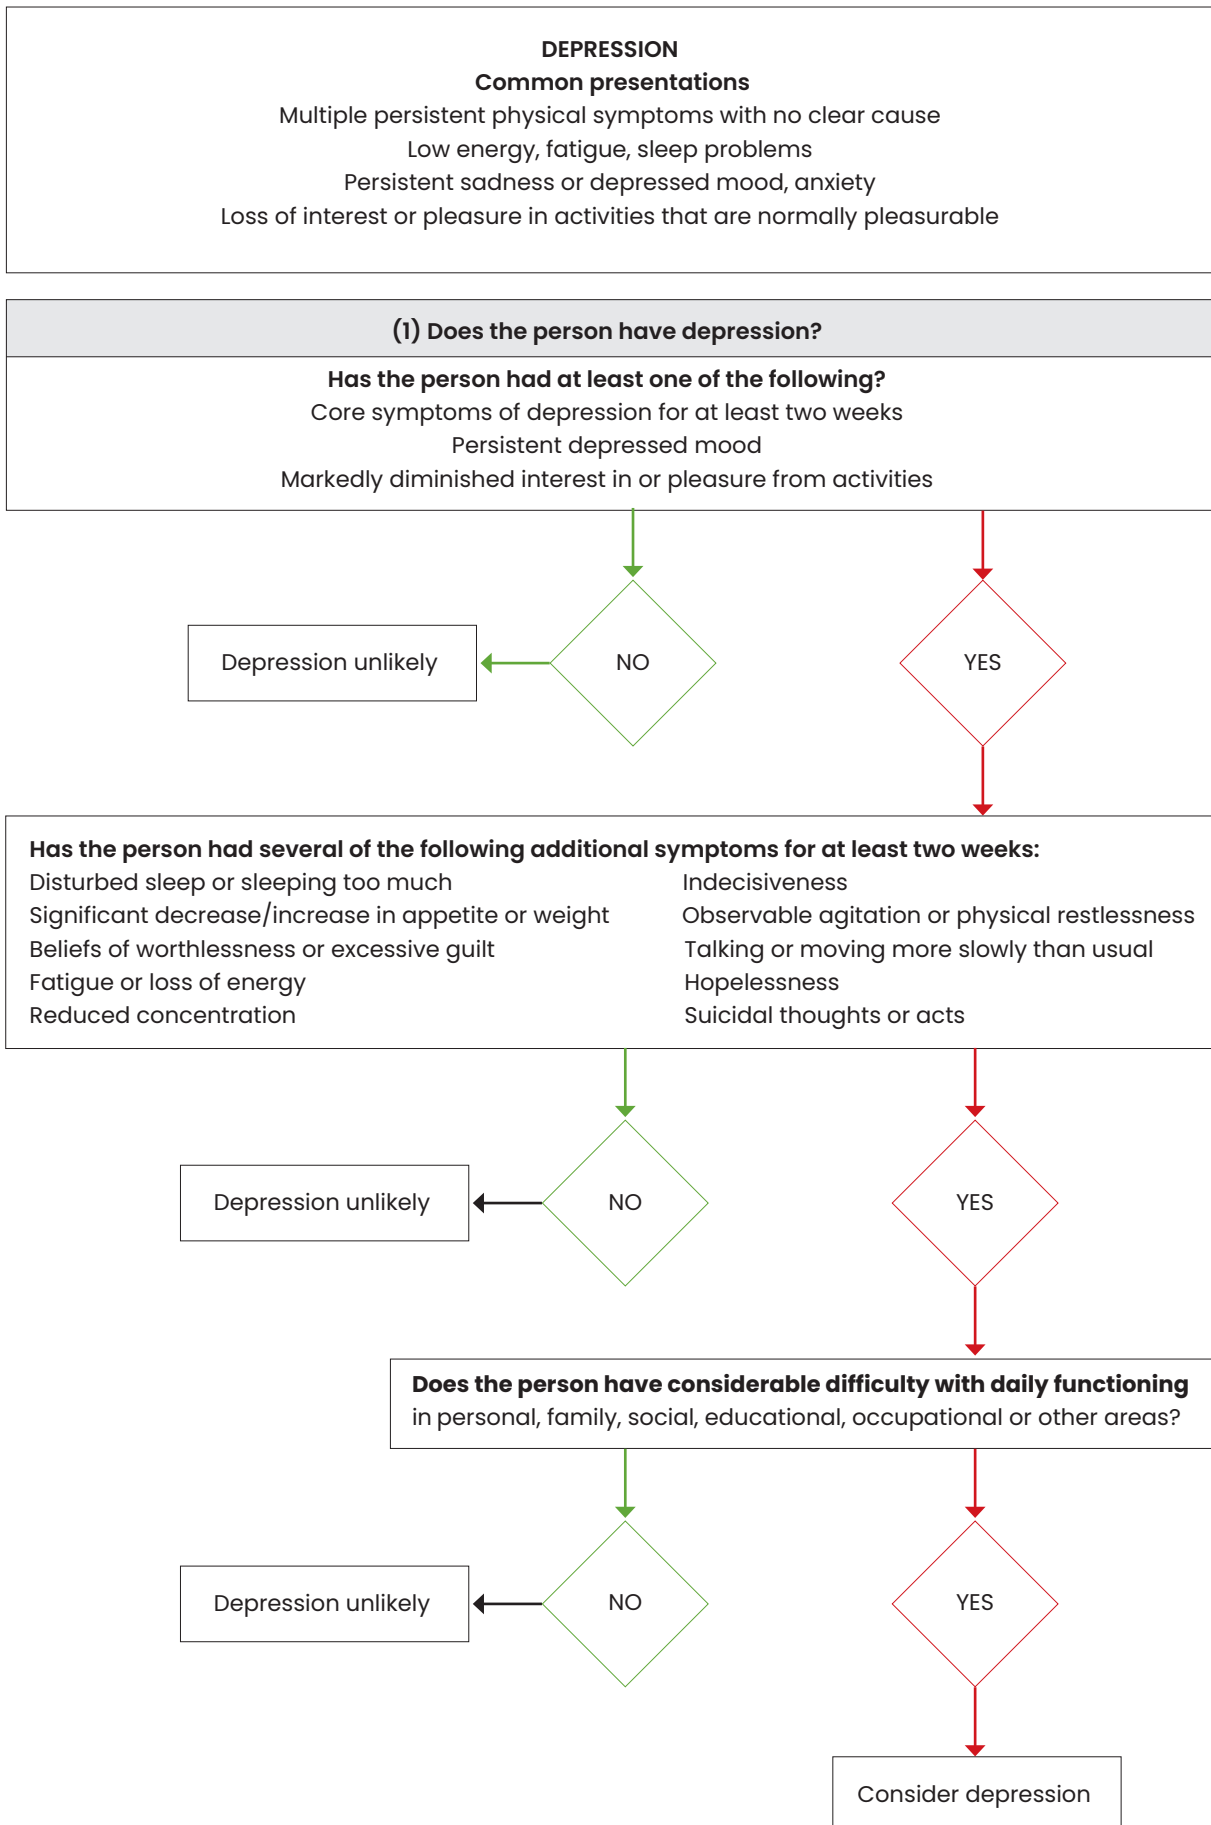 DEPRESSION
Common presentations
Multiple persistent physical symptoms with no clear cause
Low energy, fatigue, sleep problems
Persistent sadness or depressed mood, anxiety
Loss of interest or pleasure in activities that are normally pleasurable
(1) Does the person have depression?
Has the person had at least one of the following?
Core symptoms of depression for at least two weeks
Persistent depressed mood
Markedly diminished interest in or pleasure from activities
Depression unlikely
NO
YES
Has the person had several of the following additional symptoms for at least two weeks:
Disturbed sleep or sleeping too much
Significant decrease/increase in appetite or weight
Beliefs of worthlessness or excessive guilt
Fatigue or loss of energy
Reduced concentration
Indecisiveness
Observable agitation or physical restlessness
Talking or moving more slowly than usual
Hopelessness
Suicidal thoughts or acts
Depression unlikely
NO
YES
Does the person have considerable difficulty with daily functioning
in personal, family, social, educational, occupational or other areas?
Depression unlikely
NO
YES
Consider depression